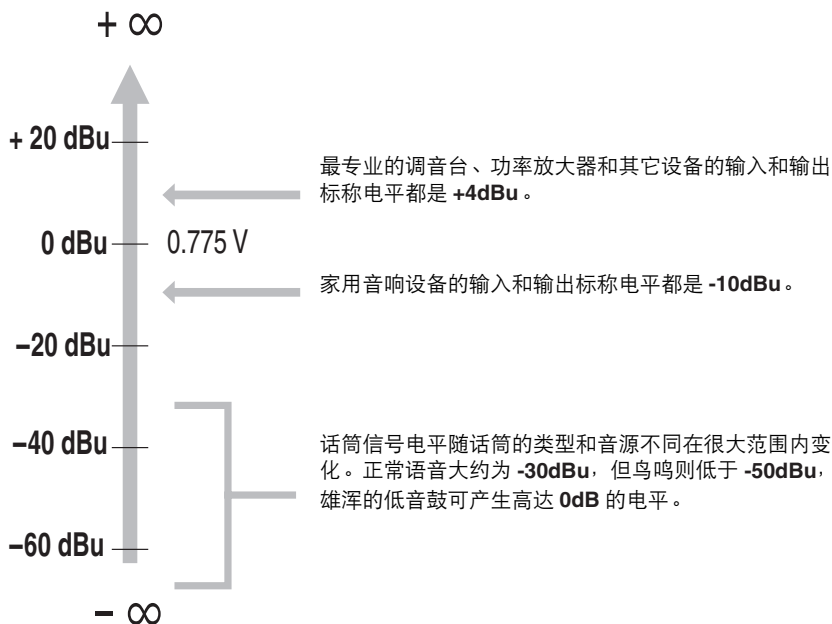 + ∞
+ 20 dBu
最专业的调音台、功率放大器和其它设备的输入和输出
标称电平都是 +4dBu。
0 dBu
0.775 V
家用音响设备的输入和输出标称电平都是 -10dBu。
−20 dBu
−40 dBu
话筒信号电平随话筒的类型和音源不同在很大范围内变
化。正常语音大约为 -30dBu，但鸟鸣则低于 -50dBu，
雄浑的低音鼓可产生高达 0dB 的电平。
−60 dBu
− ∞